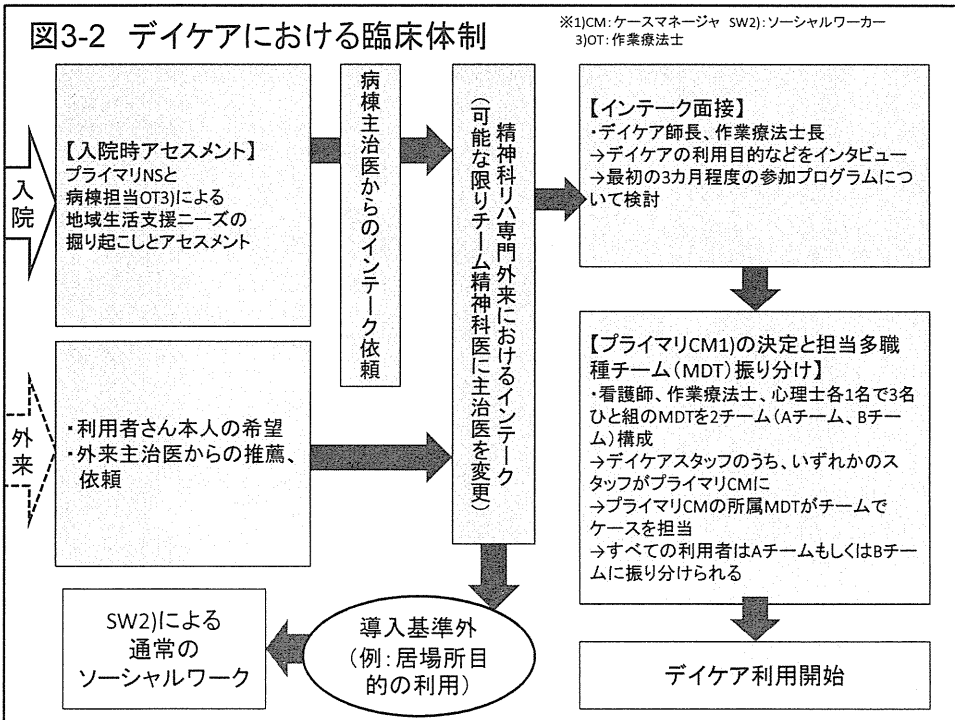 図3-2 デイケアにおける臨床体制
※1)CM:ケースマネージャ SW2):ソーシャルワーカー
3)OT:作業療法士
入院
【入院時アセスメント】
プライマリNSと
病棟担当OT3)による
地域生活支援ニーズの
掘り起こしとアセスメント
病棟主治医からのインテーク依頼
外来
・利用者さん本人の希望
・外来主治医からの推薦、
依頼
精神科リハ専門外来におけるインテーク
(可能な限りチーム精神科医に主治医を変更)
【インテーク面接】
・デイケア師長、作業療法士長
→デイケアの利用目的などをインタビュー
→最初の3カ月程度の参加プログラムにつ
いて検討
【プライマリCM1)の決定と担当多職
種チーム(MDT)振り分け】
・看護師、作業療法士、心理士各1名で3名
ひと組のMDTを2チーム(Aチーム、Bチー
ム)構成
→デイケアスタッフのうち、いずれかのス
タッフがプライマリCMに
→プライマリCMの所属MDTがチームで
ケースを担当
→すべての利用者はAチームもしくはBチー
ムに振り分けられる
デイケア利用開始
導入基準外
(例:居場所目
的の利用)
SW2)による
通常の
ソーシャルワーク